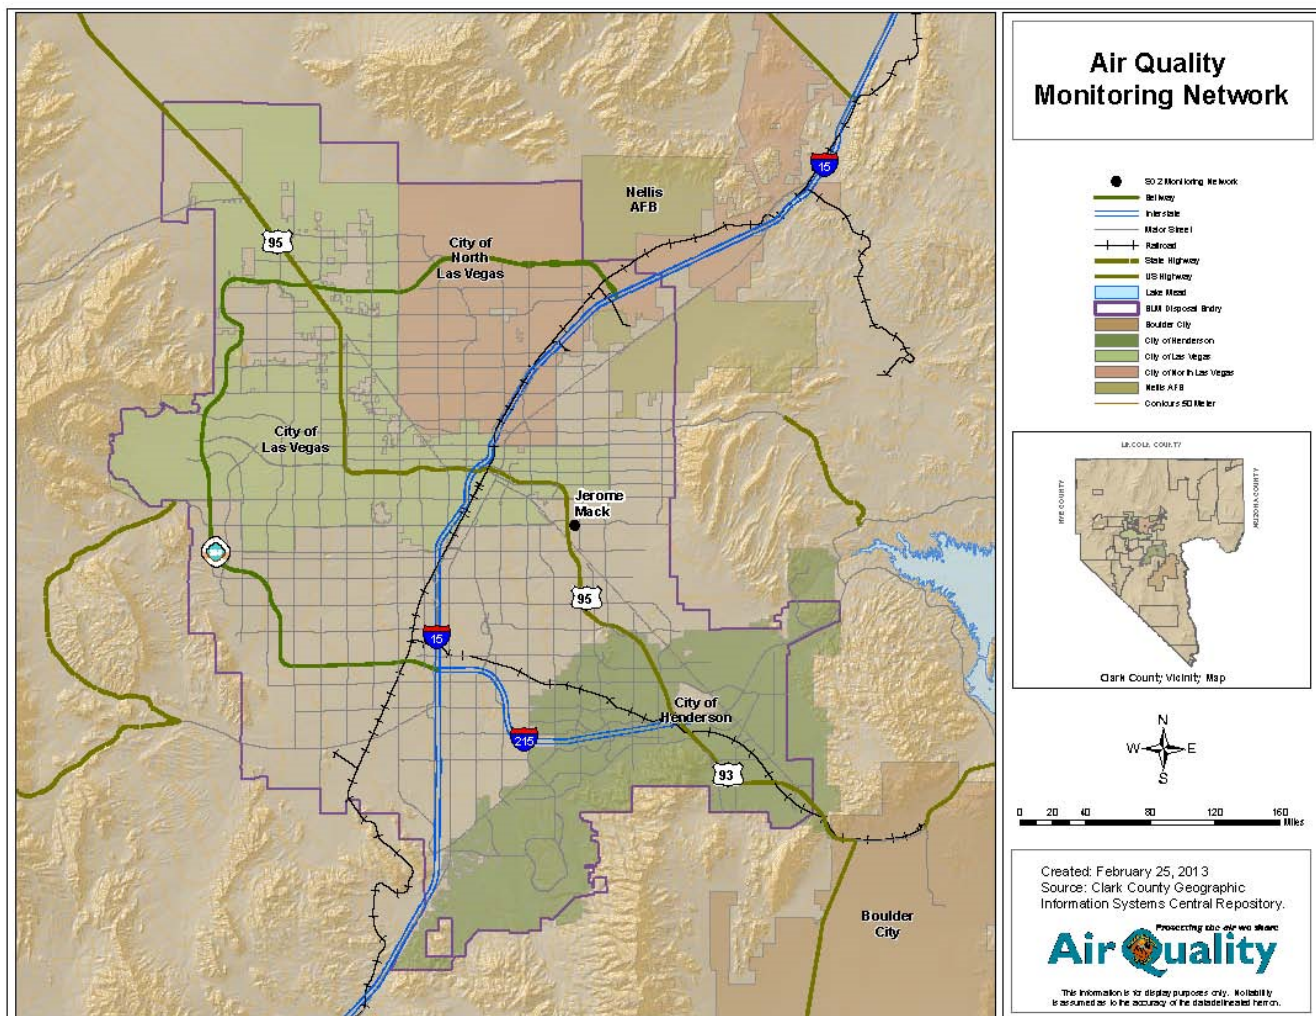 Air Quality
Monitoring Network
SO2 Monitoring Network
Beltway
Interstate
Major Street
Railroad
State Highway
US Highway
Lake Mead
BLM Disposal Bndry
Boulder City
City of Henderson
City of Las Vegas
City of North Las Vegas
Nellis AFB
Contours 50 Meter
LINCOLN COUNTY
NYE COUNTY
Clark County Vicinity Map
N
W
E
S
0 20 40 80 120 160
Miles
Created: February 25, 2013
Source: Clark County Geographic
Information Systems Central Repository.
Protecting the air we share
Air Quality
This information is for display purposes only. No liability
is assumed as to the accuracy of the data delineated herron.
15
Nellis
AFB
95
City of
North
Las Vegas
City of
Las Vegas
Jerome
Mack
95
15
City of
Henderson
215
93
Boulder
City